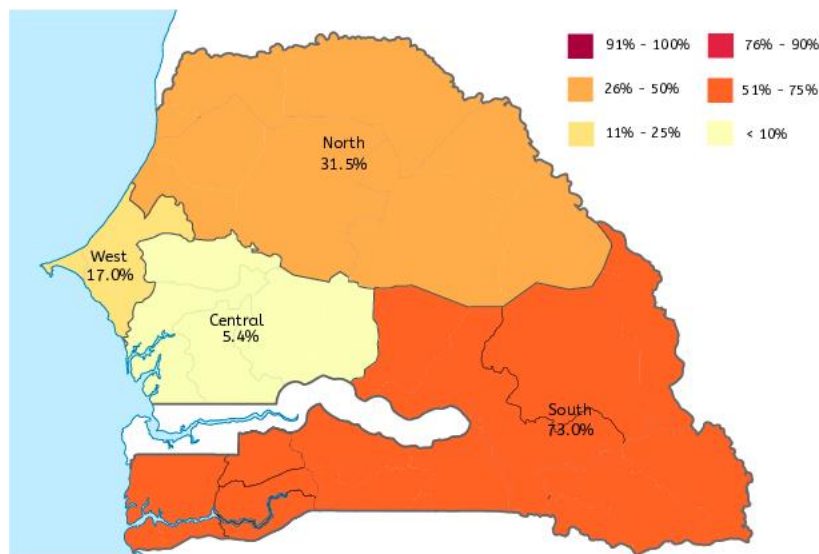 91% - 100%
76% - 90%
26% - 50%
51% - 75%
11% - 25%
< 10%
North
31.5%
West
17.0%
Central
5.4%
South
73.0%